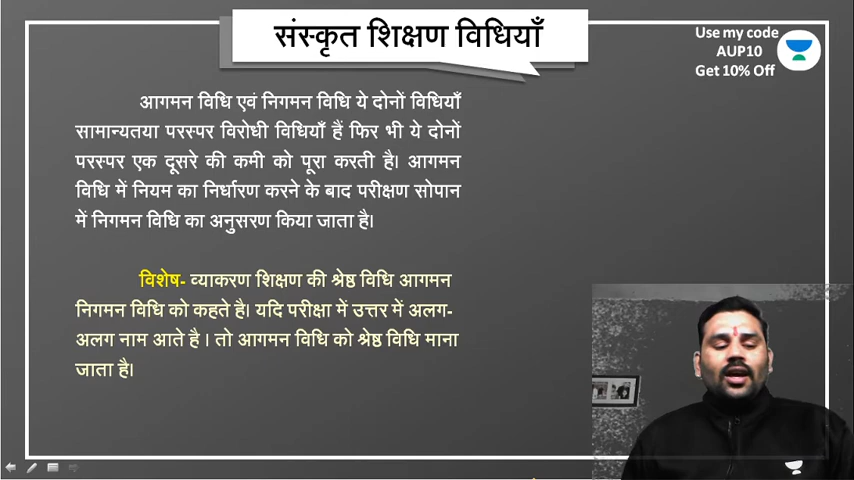 संस्कृत शिक्षण विधियाँ
Use my code
AUP10
Get 10% Off
आगमन विधि एवं निगमन विधि ये दोनों विधियाँ
सामान्यतया परस्पर विरोधी विधियाँ हैं फिर भी ये दोनों
परस्पर एक दूसरे की कमी को पूरा करती है। आगमन
विधि में नियम का निर्धारण करने के बाद परीक्षण सोपान
में निगमन विधि का अनुसरण किया जाता है।
विशेष- व्याकरण शिक्षण की श्रेष्ठ विधि आगमन
निगमन विधि को कहते है। यदि परीक्षा में उत्तर में अलग-
अलग नाम आते है । तो आगमन विधि को श्रेष्ठ विधि माना
जाता है।